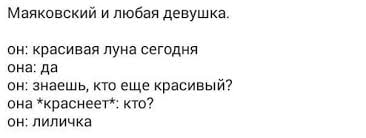 Маяковский и любая девушка.
он: красивая луна сегодня
она: да
он: знаешь, кто еще красивый?
она *краснеет*: кто?
он: лиличка